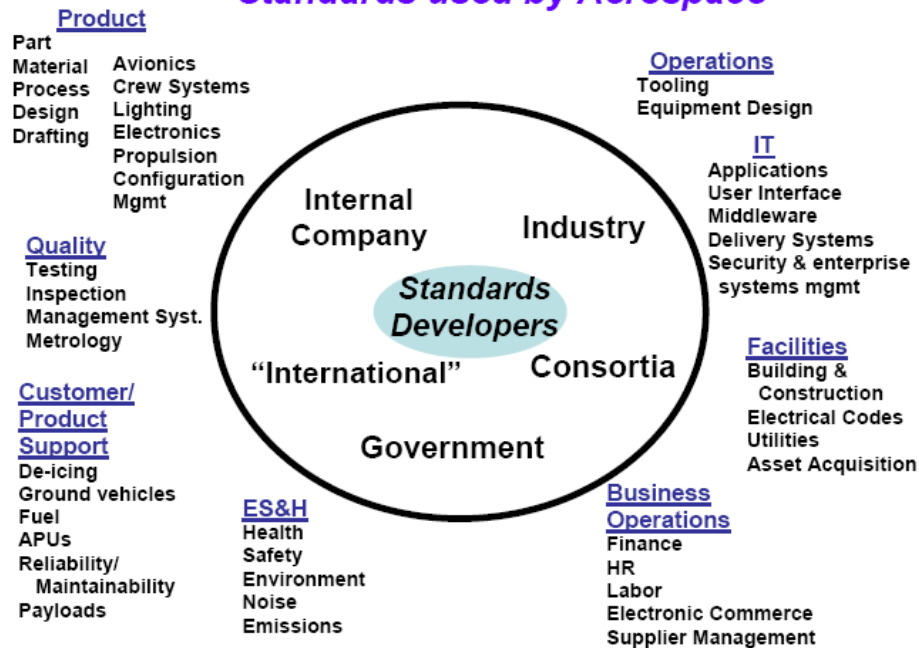 Standards used by Aerospace
Product
Part
Material
Process
Design
Drafting
Avionics
Crew Systems
Lighting
Electronics
Propulsion
Configuration
Mgmt
Operations
Tooling
Equipment Design
IT
Applications
User Interface
Middleware
Delivery Systems
Security & enterprise
systems mgmt
Internal
Company
Industry
Standards
Developers
“International”
Consortia
Government
Quality
Testing
Inspection
Management Syst.
Metrology
Facilities
Building &
Construction
Electrical Codes
Utilities
Asset Acquisition
Customer/
Product
Support
De-icing
Ground vehicles
Fuel
APUs
Reliability/
Maintainability
Payloads
ES&H
Health
Safety
Environment
Noise
Emissions
Business
Operations
Finance
HR
Labor
Electronic Commerce
Supplier Management